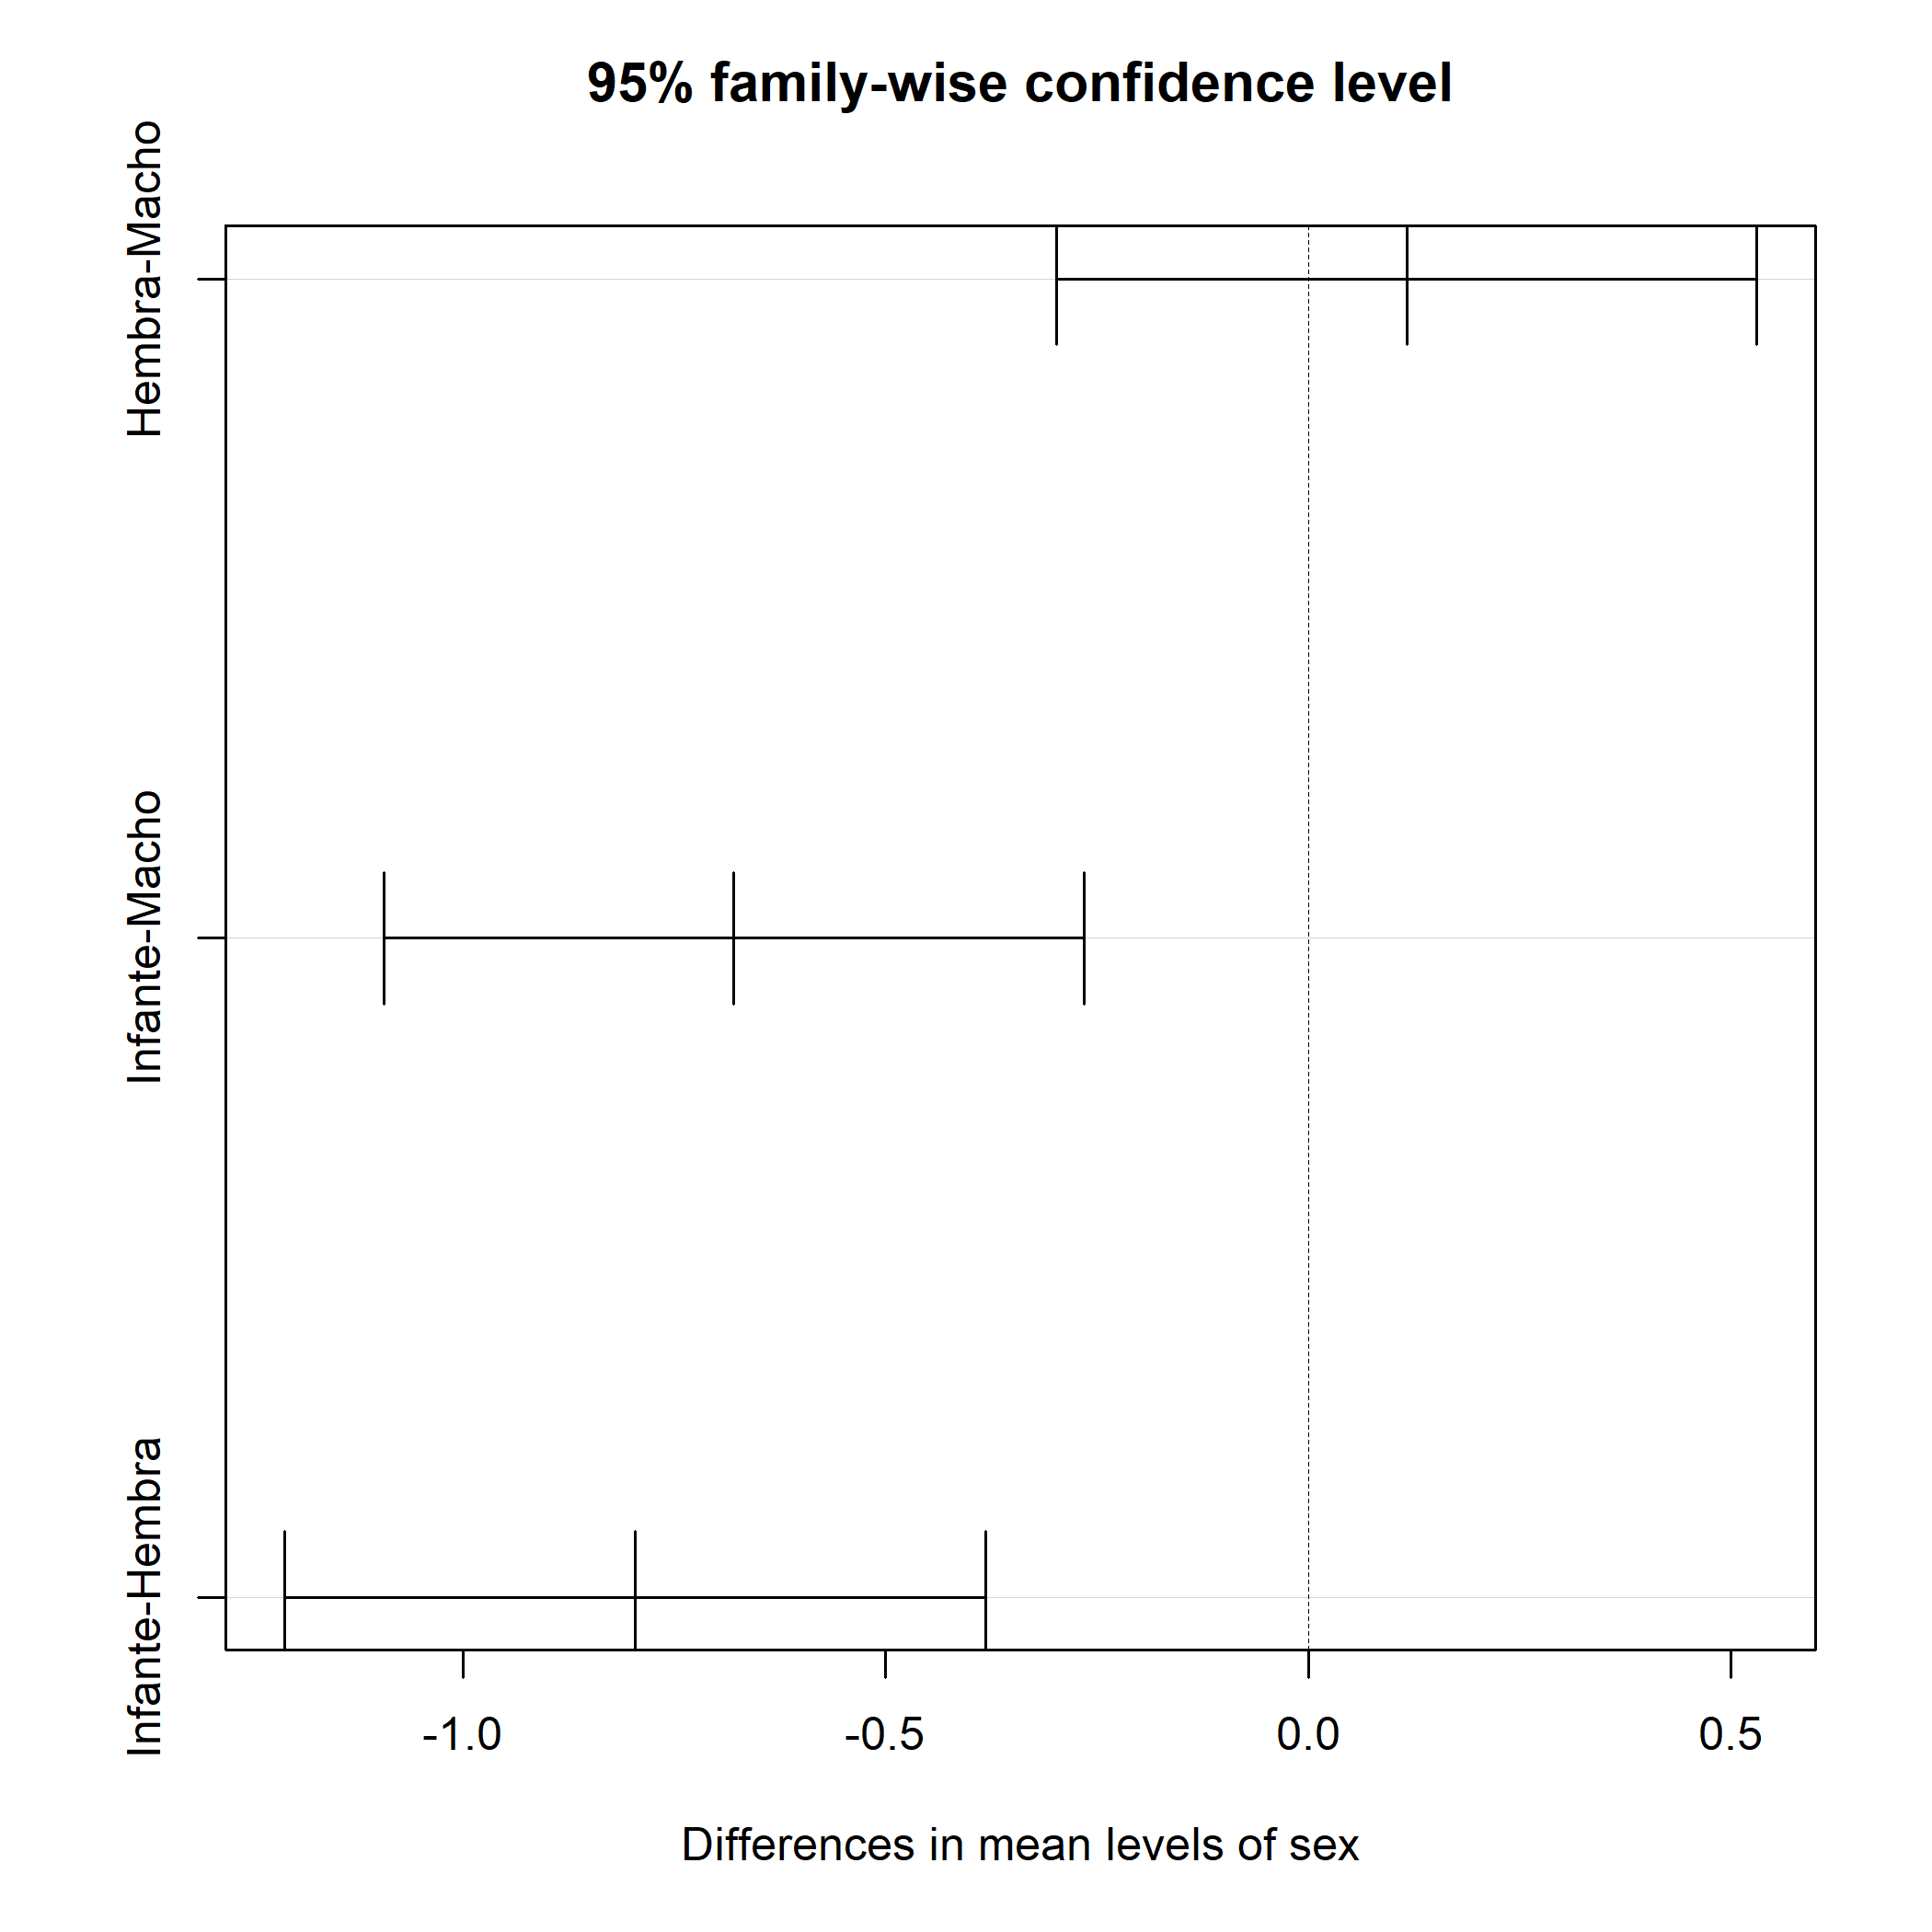 95% family-wise confidence level
Hembra-Macho
Infante-Macho
Infante-Hembra
-1.0 -0.5 0.0 0.5
Differences in mean levels of sex